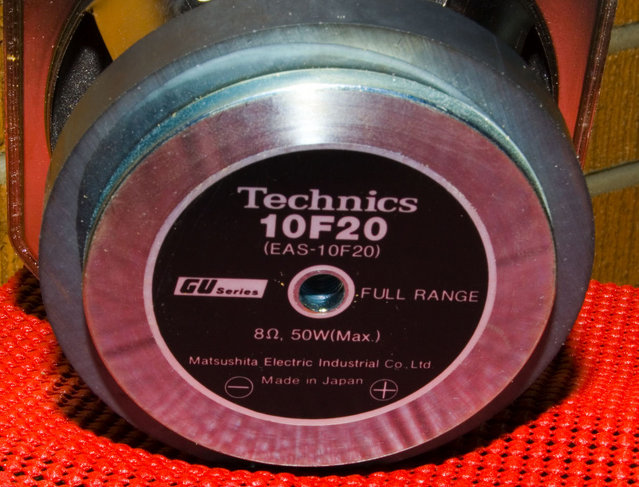 Technics
10F20
(EAS-10F20)
GU Series
FULL RANGE
8Ω, 50W(Max.)
Matsushita Electric Industrial Co., Ltd.
Made in Japan
− +